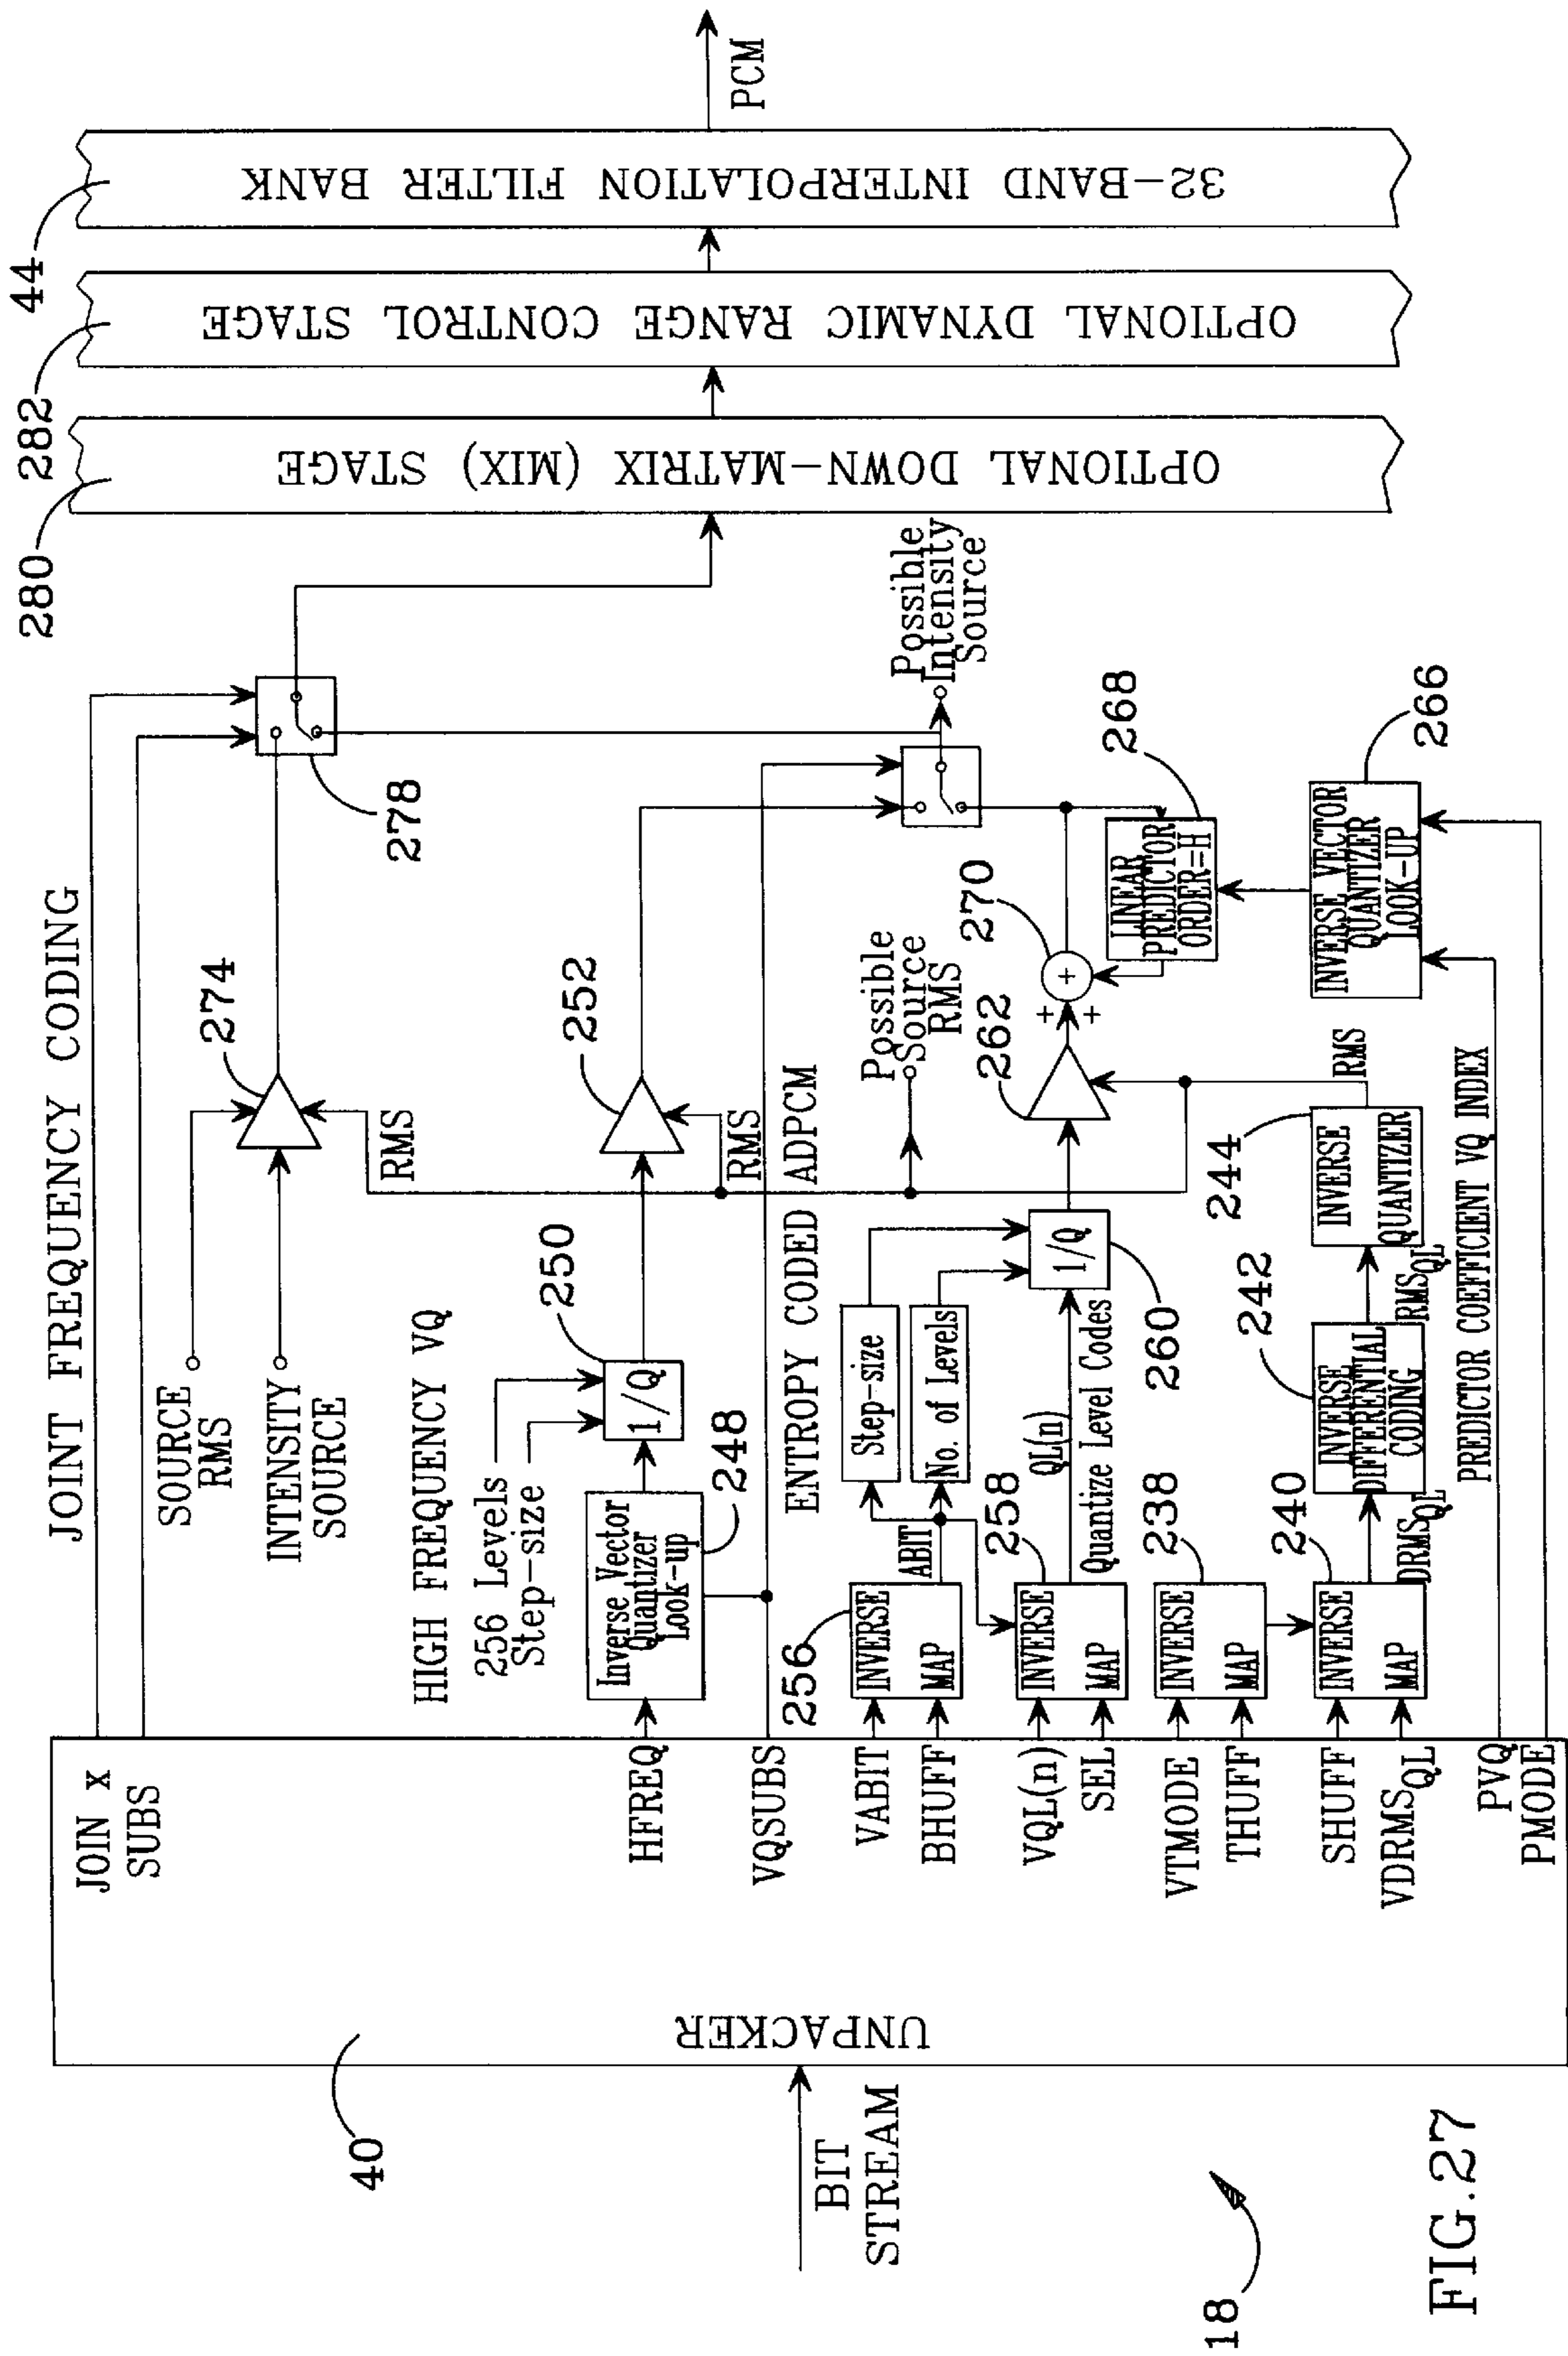 JOINT FREQUENCY CODING
JOIN x
SUBS
SOURCE
RMS
INTENSITY
SOURCE
274
RMS
278
280
282
44
OPTIONAL DOWN-MATRIX (MIX) STAGE
OPTIONAL DYNAMIC RANGE CONTROL STAGE
32-BAND INTERPOLATION FILTER BANK
PCM
HIGH FREQUENCY VQ
256 Levels
Step-size
250
1/Q
252
RMS
HFREQ
Inverse Vector
Quantizer
Look-up
248
VQSUBS
ENTROPY CODED ADPCM
Possible
Intensity
Source
Possible
Source
RMS
256
VABIT
BHUFF
INVERSE
MAP
ABIT
Step-size
No. of Levels
1/Q
260
262
270
+
+
+
LINEAR
PREDICTOR
ORDER=H
268
VQL(n)
SEL
INVERSE
MAP
258
QL(n)
Quantize Level Codes
VTMODE
THUFF
INVERSE
MAP
238
SHUFF
VDRMSQL
INVERSE
MAP
240
DRMSQL
INVERSE
DIFFERENTIAL
CODING
242
RMSQL
INVERSE
QUANTIZER
244
RMS
INVERSE VECTOR
QUANTIZER
LOOK-UP
266
PREDICTOR COEFFICIENT VQ INDEX
PVQ
PMODE
UNPACKER
40
BIT
STREAM
18
FIG.27